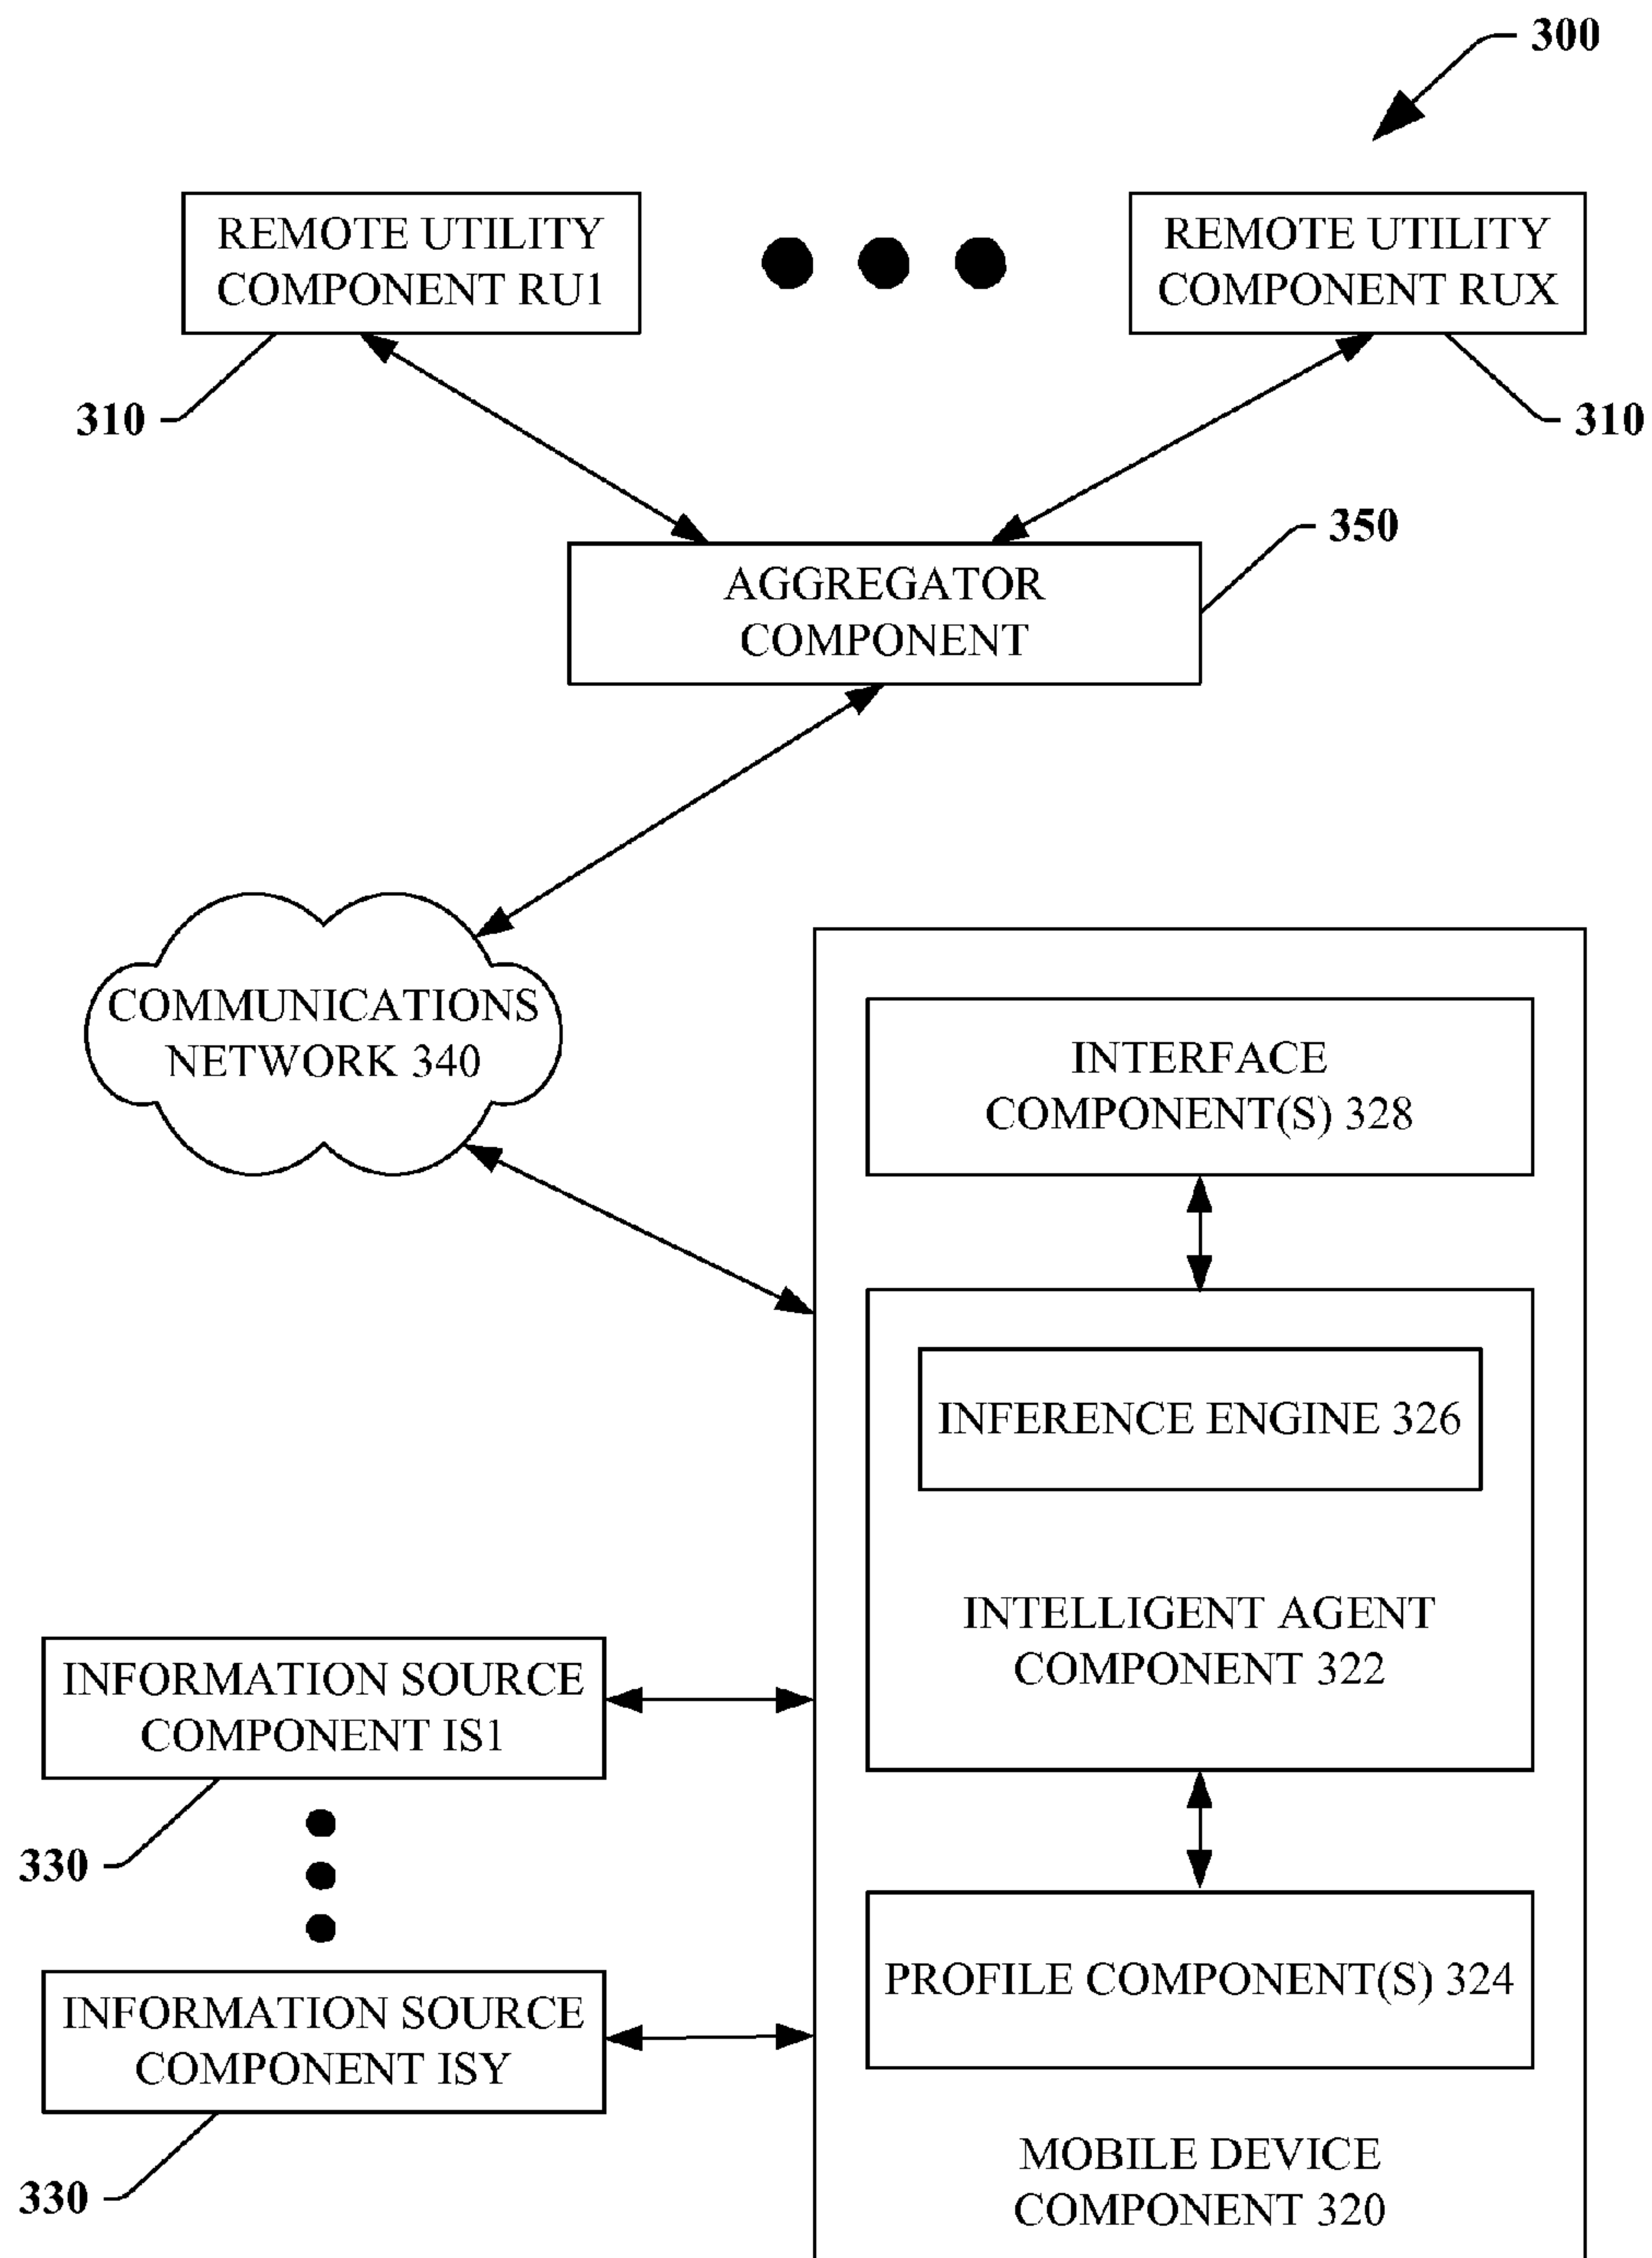 300
REMOTE UTILITY
COMPONENT RU1
REMOTE UTILITY
COMPONENT RUX
310
310
350
AGGREGATOR
COMPONENT
COMMUNICATIONS
NETWORK 340
INTERFACE
COMPONENT(S) 328
INFERENCE ENGINE 326
INTELLIGENT AGENT
COMPONENT 322
INFORMATION SOURCE
COMPONENT IS1
330
PROFILE COMPONENT(S) 324
INFORMATION SOURCE
COMPONENT ISY
330
MOBILE DEVICE
COMPONENT 320